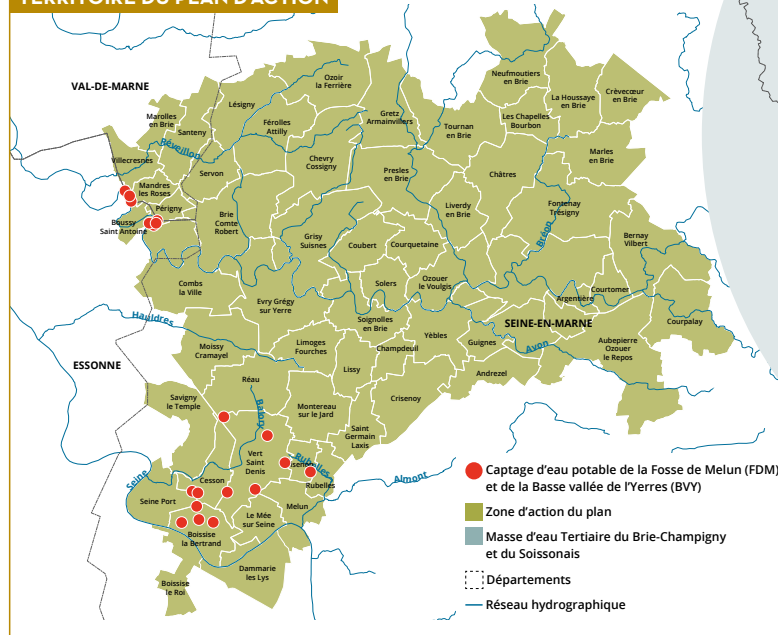 TERRITOIRE DU PLAN D'ACTION
VAL-DE-MARNE
Marolles
en Brie
Santeny
Lésigny
Férolles
Attilly
Ozoir
la Ferrière
Gretz
Armainvilliers
Tournan
en Brie
Neufmoutiers
en Brie
Les Chapelles
Bourbon
La Houssaye
en Brie
Crèvecœur
en Brie
Marles
en Brie
Réveillon
Villecresnes
Servon
Chevry
Cossigny
Presles
en Brie
Châtres
Mandres
les Roses
Périgny
Boussy
Saint Antoine
Brie
Comte
Robert
Grisy
Suisnes
Coubert
Courquetaine
Liverdy
en Brie
Fontenay
Trésigny
Bréon
Bernay
Vilbert
Combs
la Ville
Evry Grégy
sur Yerre
Solers
Ozouer
le Voulgis
Argentière
Courtomer
Courpalay
Hauldres
Soignolles
en Brie
Yèbles
Guignes
SEINE-EN-MARNE
Avon
Aubepierre
Ozouer
le Repos
ESSONNE
Moissy
Cramayel
Limoges
Fourches
Lissy
Champdeuil
Crisenoy
Andrezel
Réau
Savigny
le Temple
Balory
Montereau
sur le Jard
Saint
Germain
Laxis
Vert
Saint
Denis
Rubelles
Rubelles
Almont
Seine
Cesson
Seine Port
Le Mée
sur Seine
Melun
Boissise
la Bertrand
Dammarie
les Lys
Boissise
le Roi
Captage d'eau potable de la Fosse de Melun (FDM)
et de la Basse vallée de l'Yerres (BVY)
Zone d'action du plan
Masse d'eau Tertiaire du Brie-Champigny
et du Soissonais
Départements
Réseau hydrographique